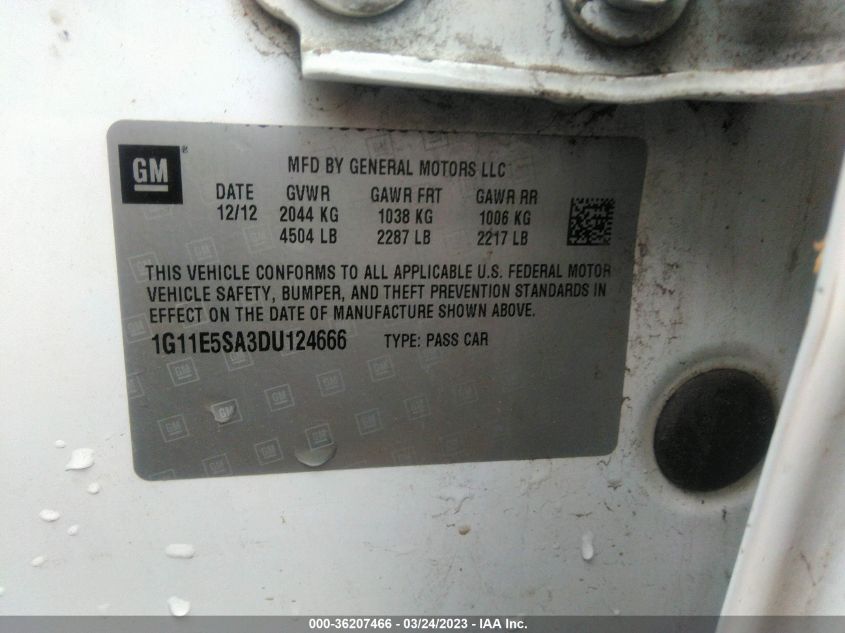 GM ®
MFD BY GENERAL MOTORS LLC
DATE GVWR GAWR FRT GAWR RR
12/12 2044 KG 1038 KG 1006 KG
4504 LB 2287 LB 2217 LB
THIS VEHICLE CONFORMS TO ALL APPLICABLE U.S. FEDERAL MOTOR
VEHICLE SAFETY, BUMPER, AND THEFT PREVENTION STANDARDS IN
EFFECT ON THE DATE OF MANUFACTURE SHOWN ABOVE.
1G11E5SA3DU124666 TYPE: PASS CAR
000-36207466 - 03/24/2023 - IAA Inc.